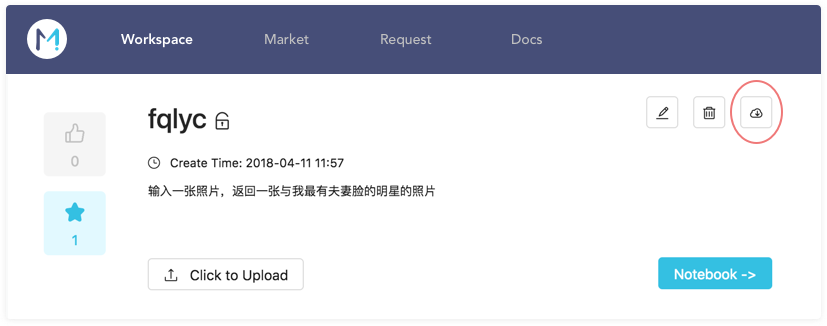 M
Workspace Market Request Docs
fqlyc
0
Create Time: 2018-04-11 11:57
输入一张照片，返回一张与我最有夫妻脸的明星的照片
1
Click to Upload
Notebook ->